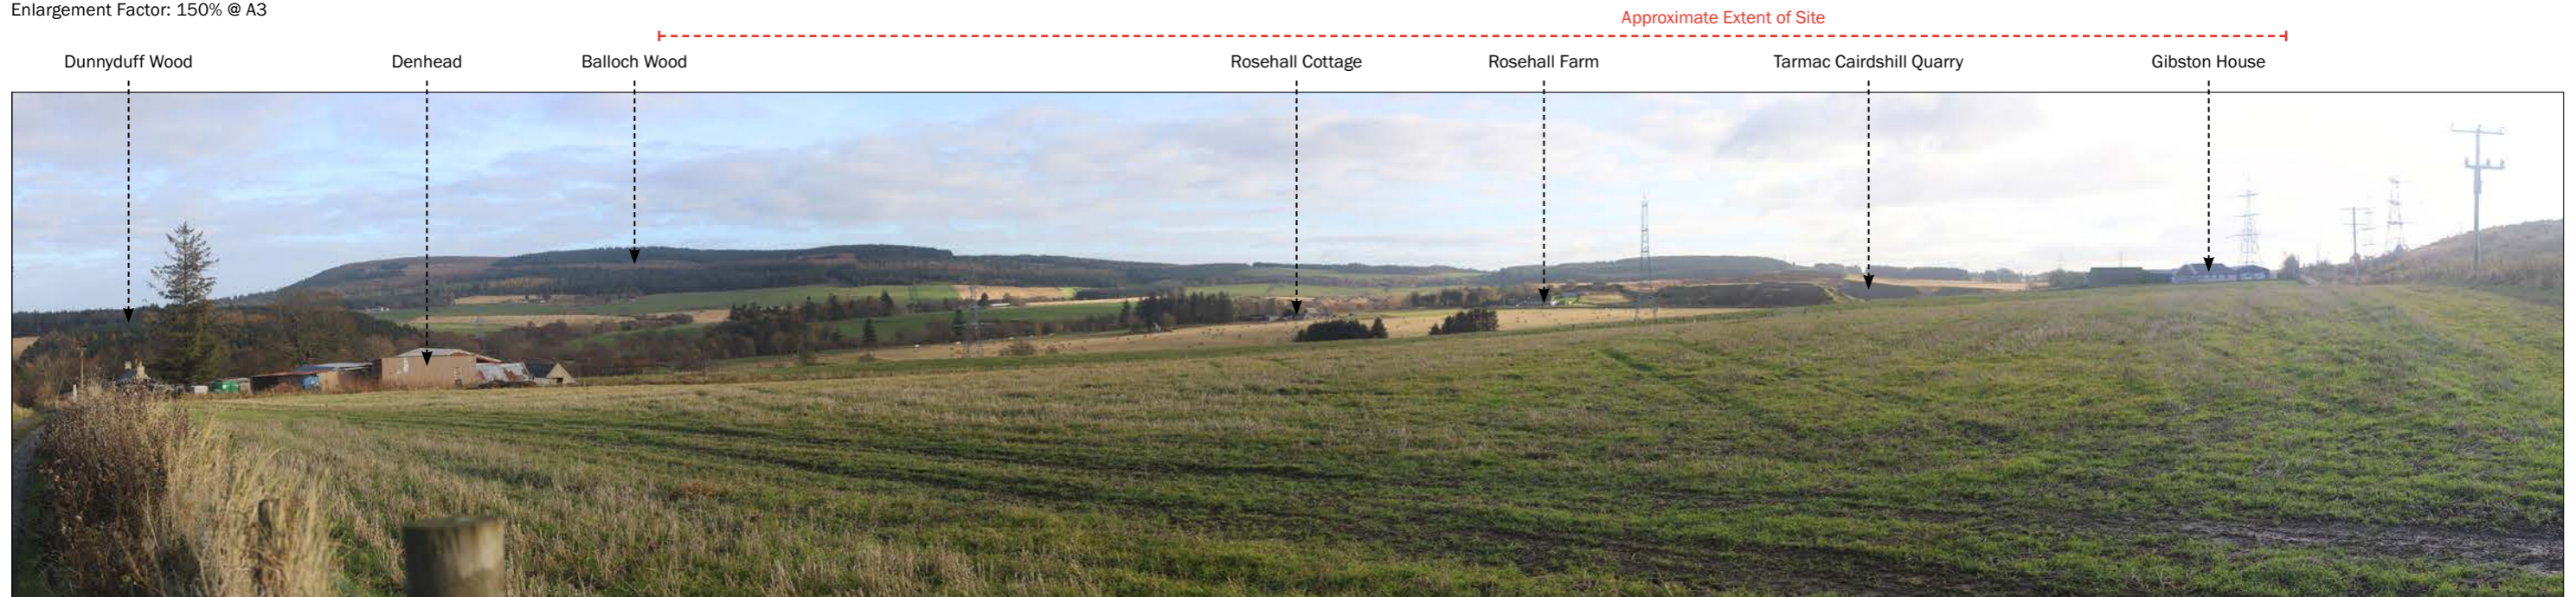 Enlargement Factor: 150% @ A3
Approximate Extent of Site
Dunnyduff Wood
Denhead
Balloch Wood
Rosehall Cottage
Rosehall Farm
Tarmac Cairdshill Quarry
Gibston House